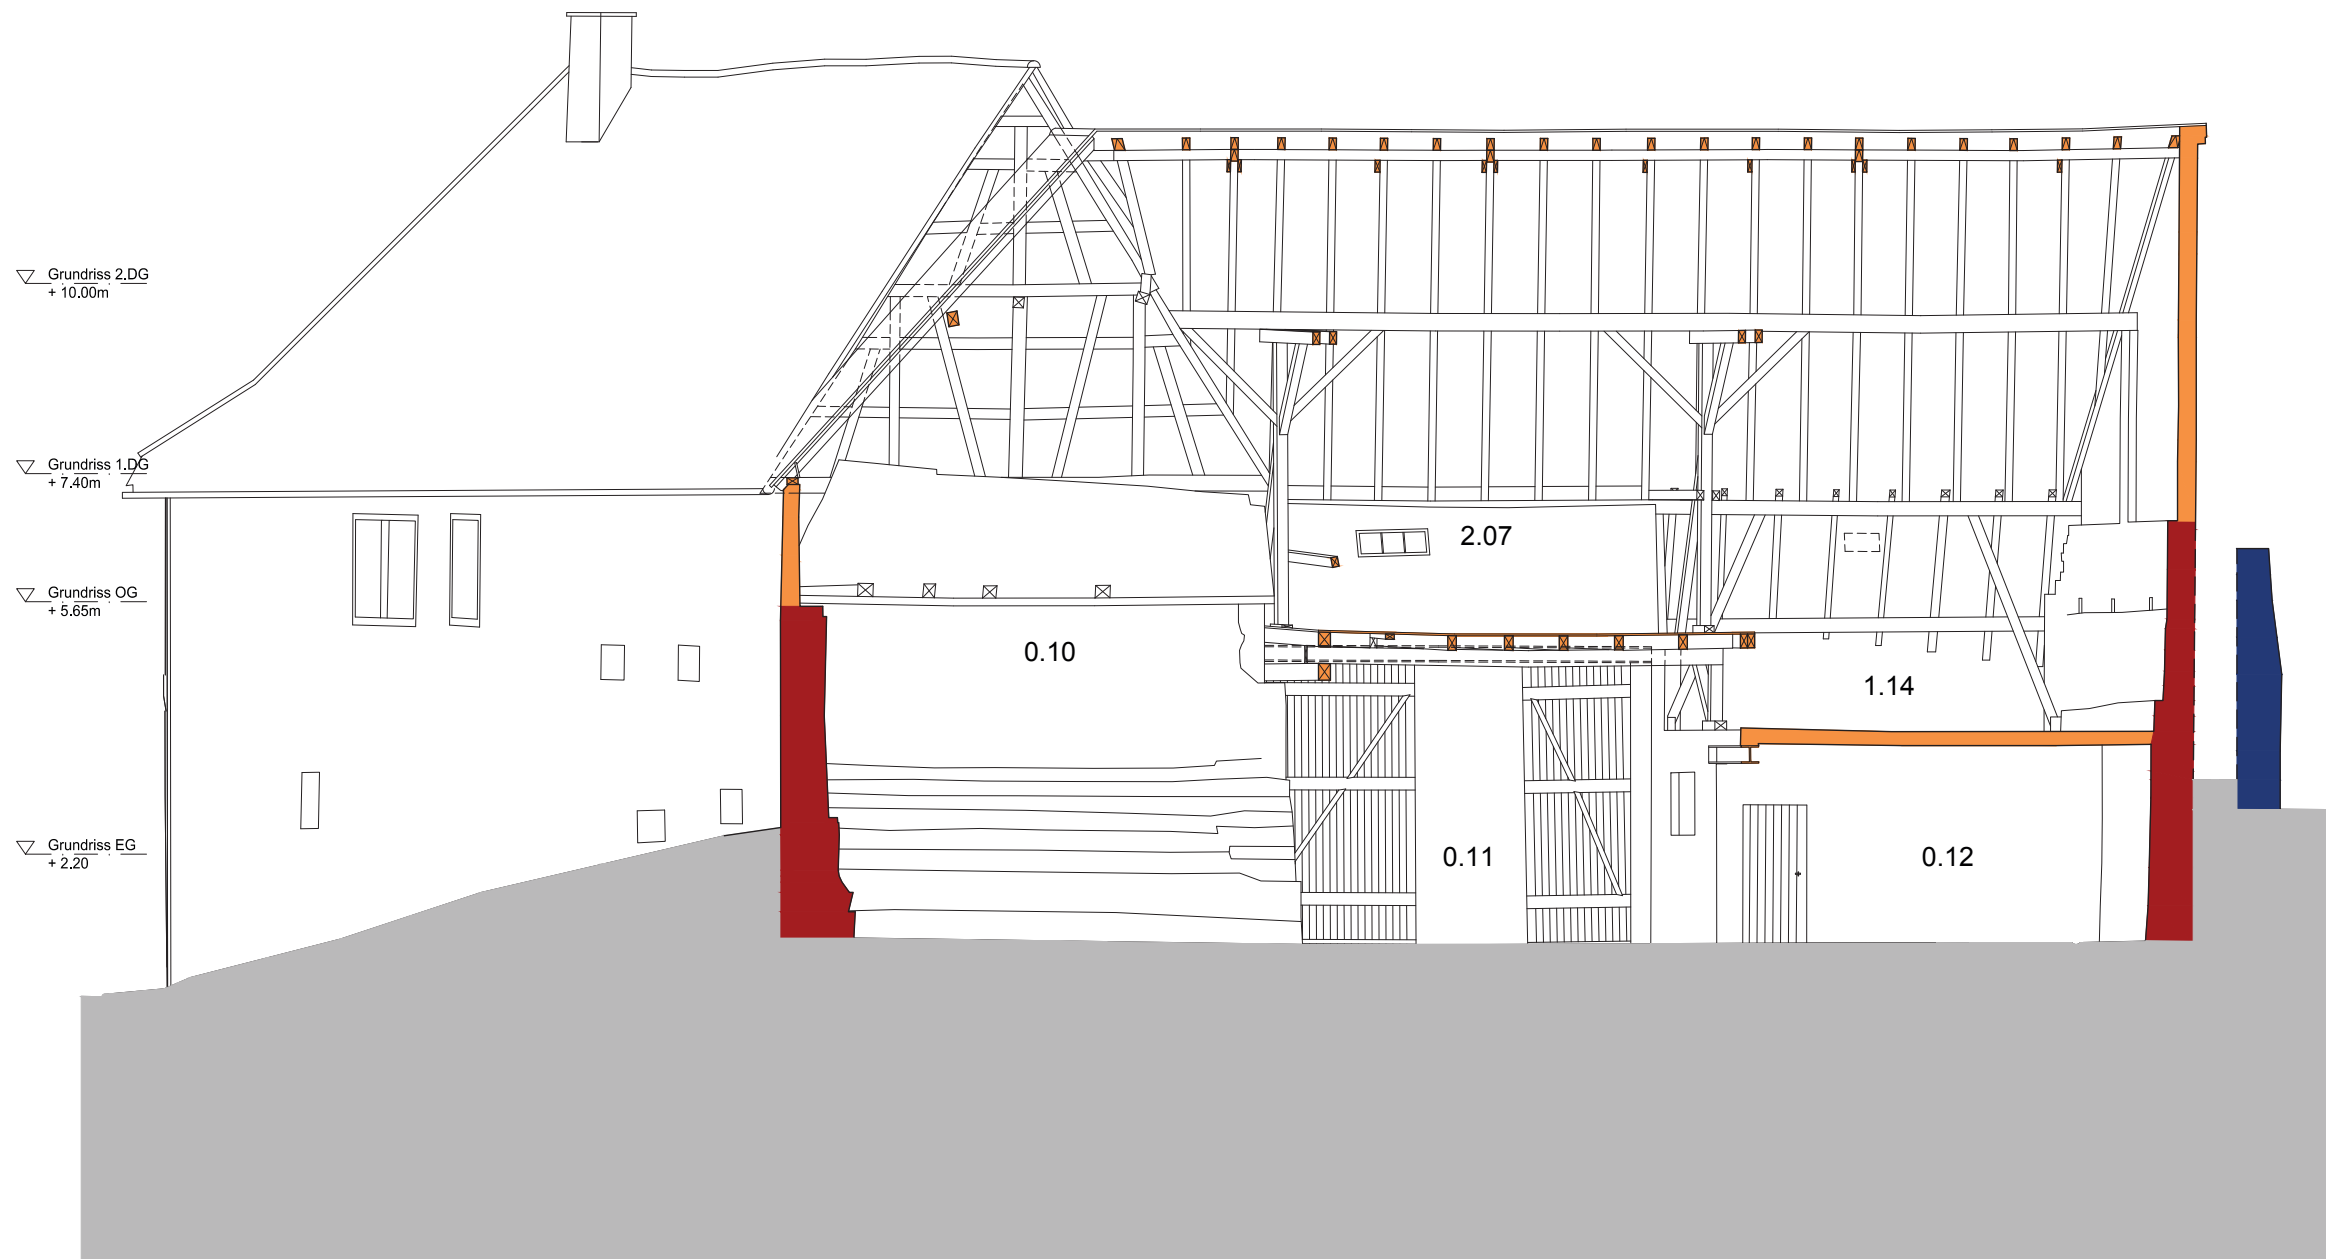 Grundriss 2.DG
+ 10.00m
Grundriss 1.DG
+ 7.40m
2.07
Grundriss OG
+ 5.65m
0.10
1.14
Grundriss EG
+ 2.20
0.11
0.12